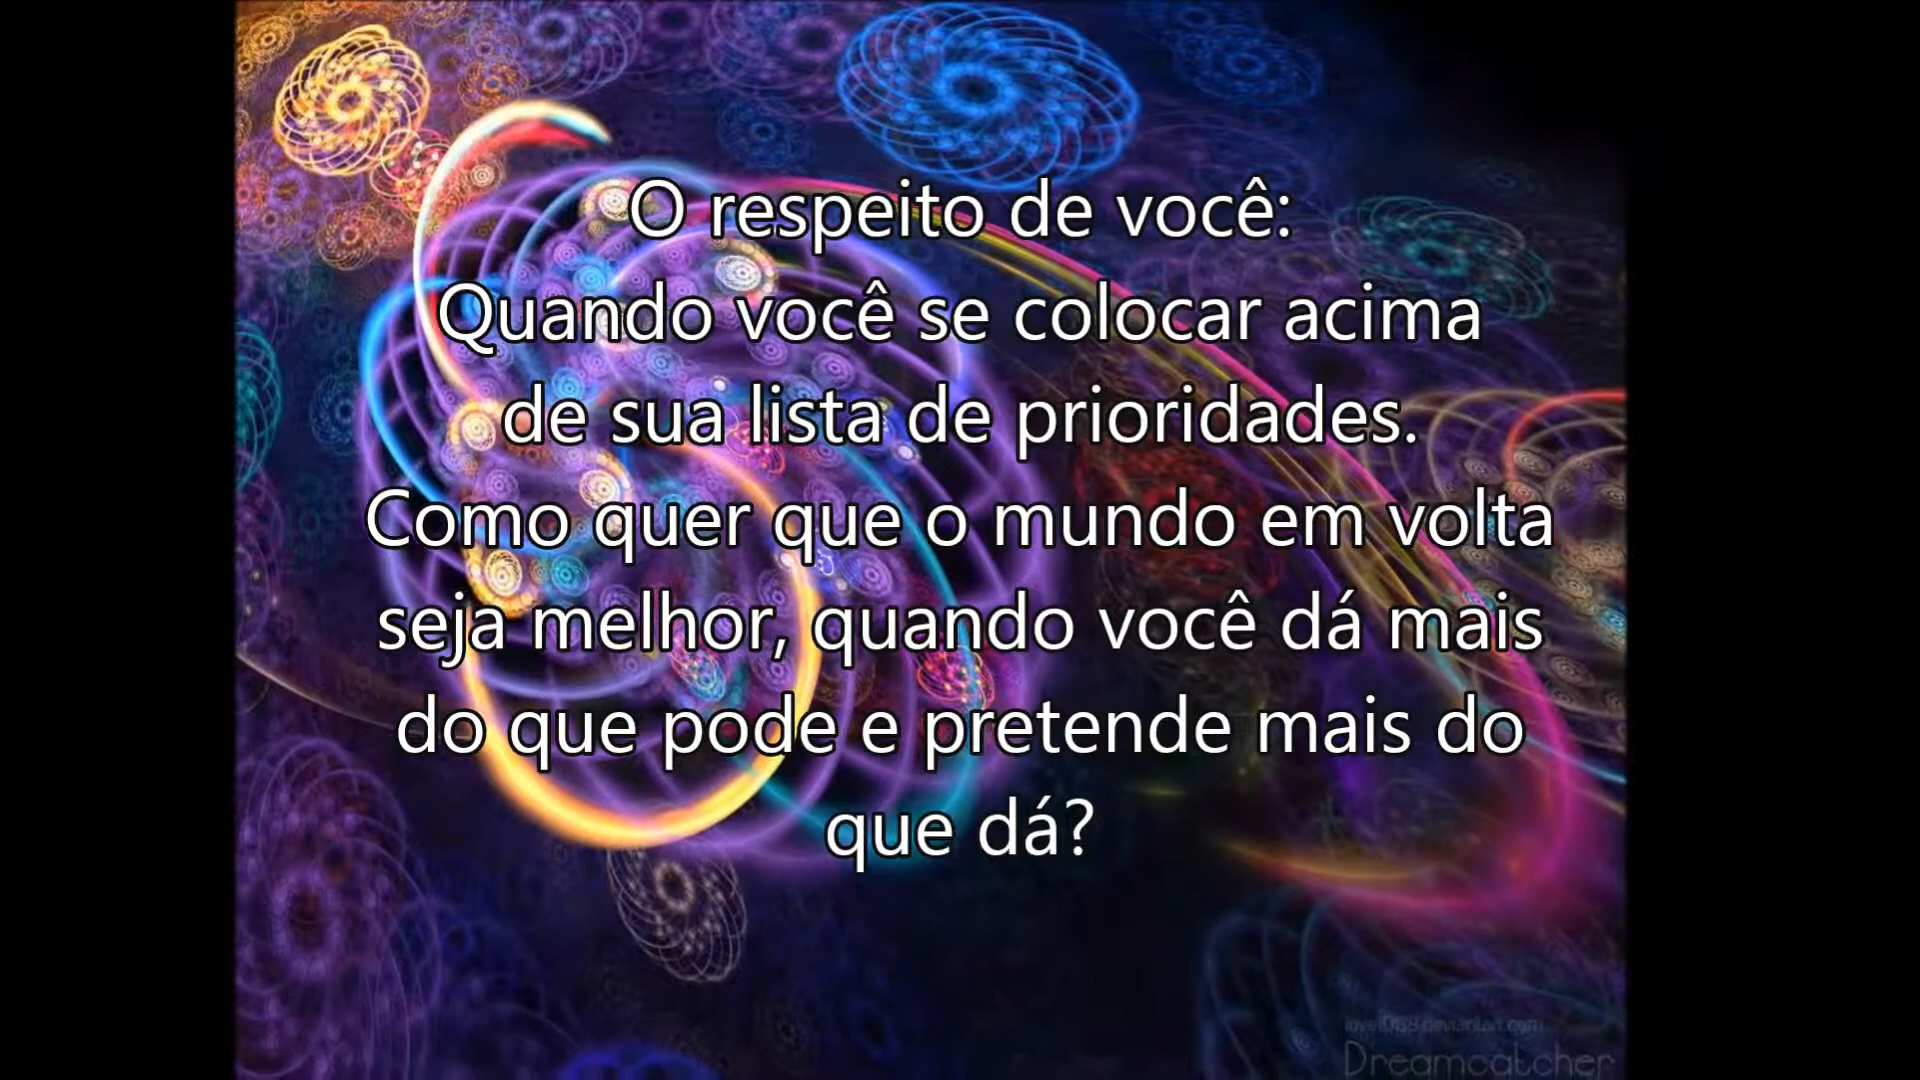 O respeito de você:
Quando você se colocar acima
de sua lista de prioridades.
Como quer que o mundo em volta
seja melhor, quando você dá mais
do que pode e pretende mais do
que dá?
Dreamcatcher